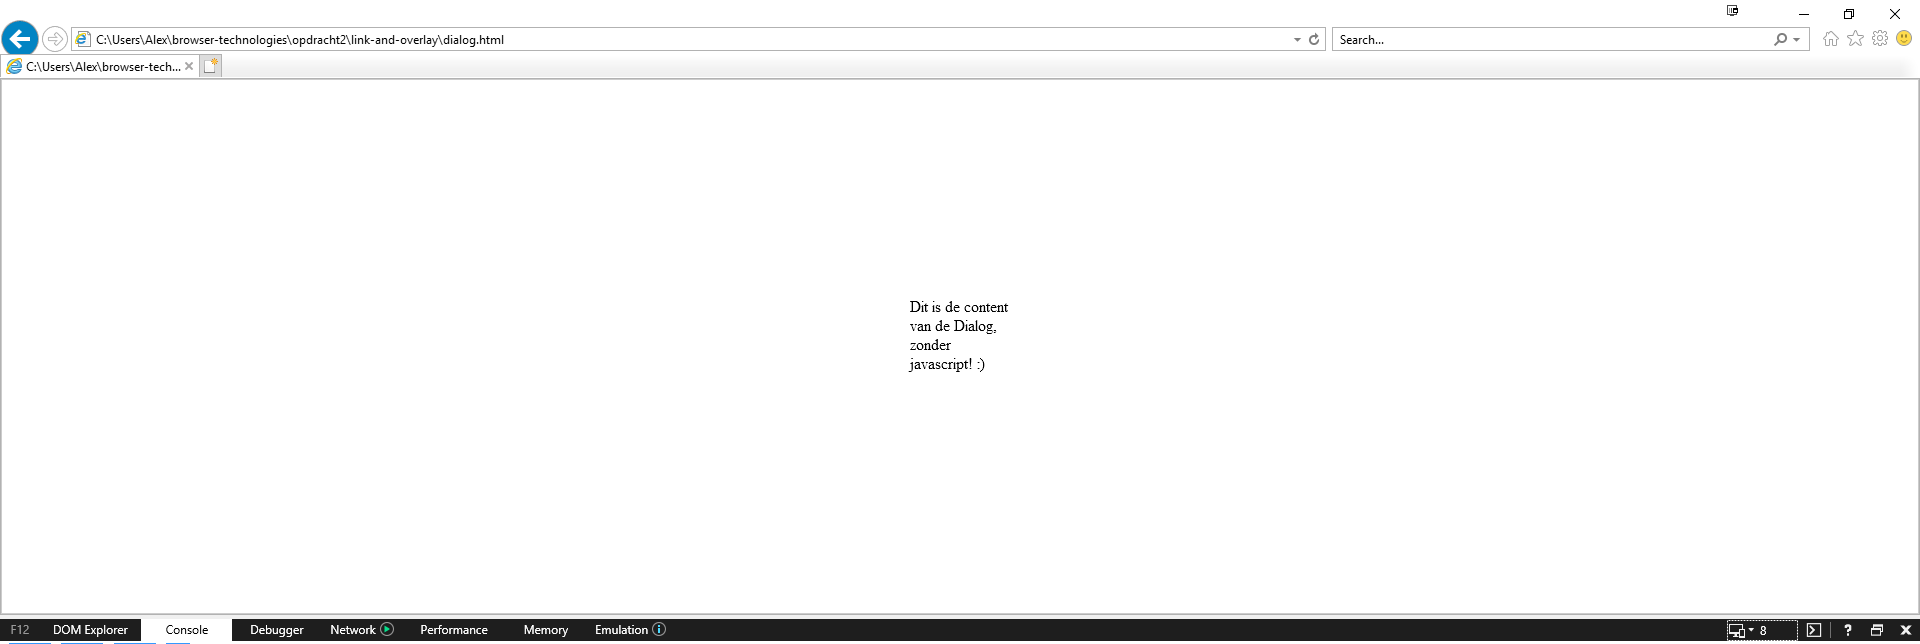 C:\Users\Alex\browser-technologies\opdracht2\link-and-overlay\dialog.html
Search...
C:\Users\Alex\browser-tech...
Dit is de content
van de Dialog,
zonder
javascript! :)
F12 DOM Explorer Console Debugger Network Performance Memory Emulation 8 ?